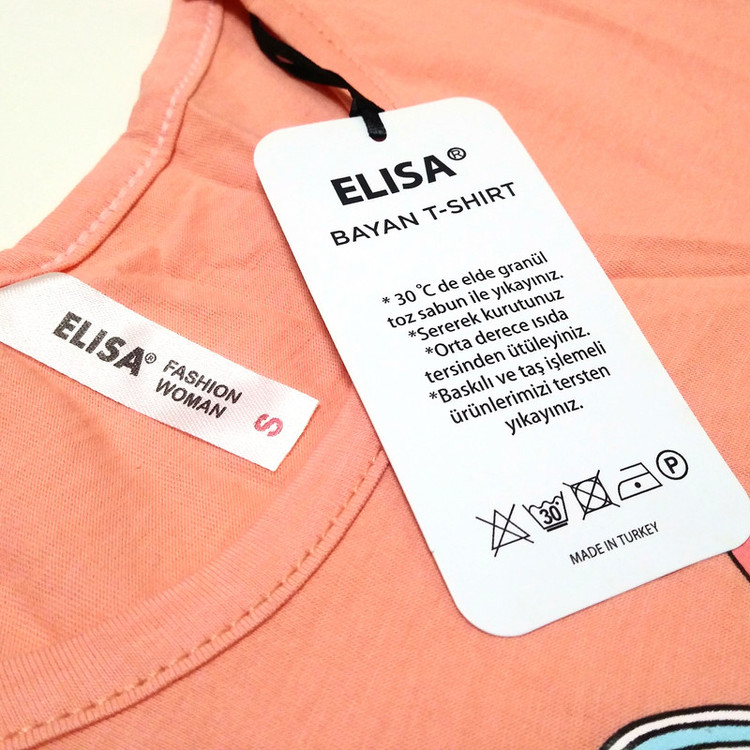 ELISA®
BAYAN T-SHIRT
* 30 °C de elde granül
toz sabun ile yıkayınız.
*Sererek kurutunuz
*Orta derece ısıda
tersinden ütüleyiniz.
*Baskılı ve taş işlemeli
ürünlerimizi tersten
yıkayınız.
30°
P
MADE IN TURKEY
ELISA® FASHION
WOMAN
S